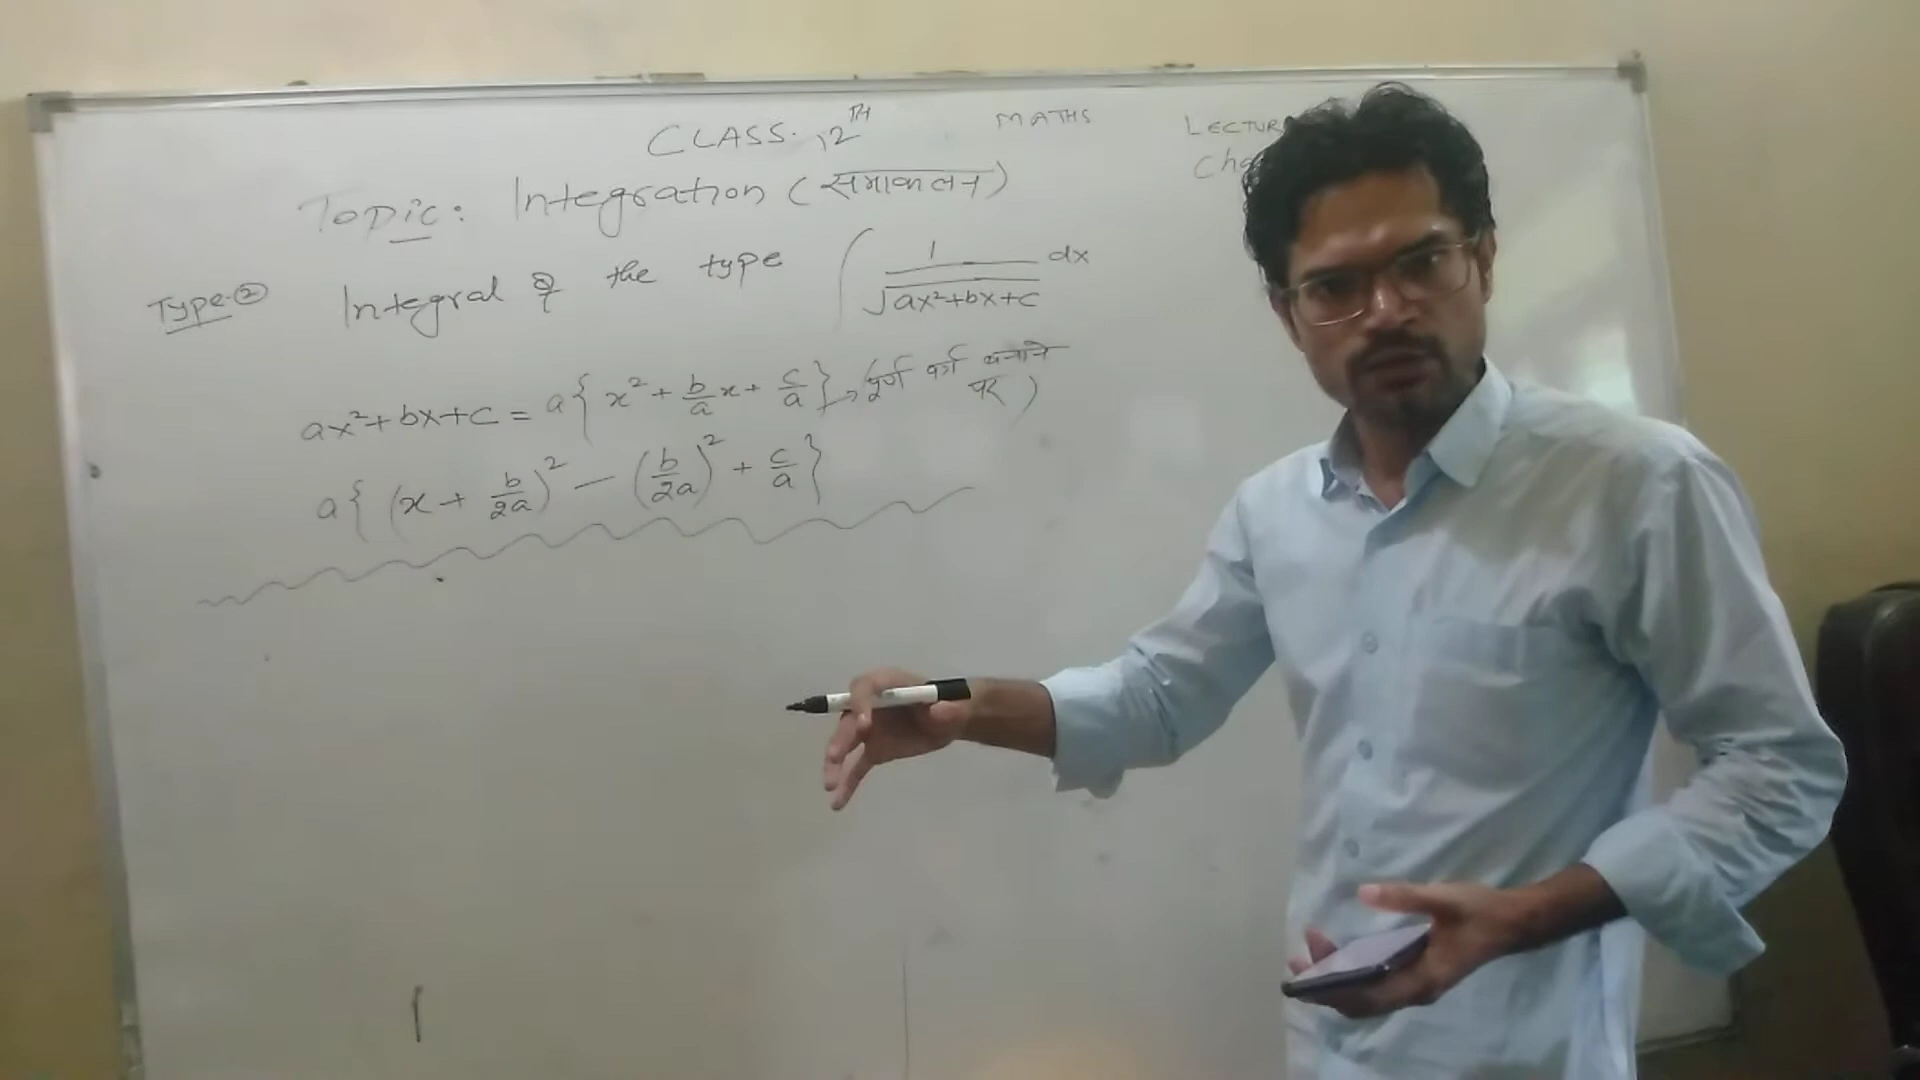 CLASS. 12TH MATHS LECTUR
Topic: Integration (समाकलन)
Type-② Integral of the type ∫ 1/√(ax²+bx+c) dx
ax²+bx+c = a{ x² + b/a x + c/a }, (पूर्ण वर्ग बनाने पर)
a{ (x + b/2a)² − (b/2a)² + c/a }